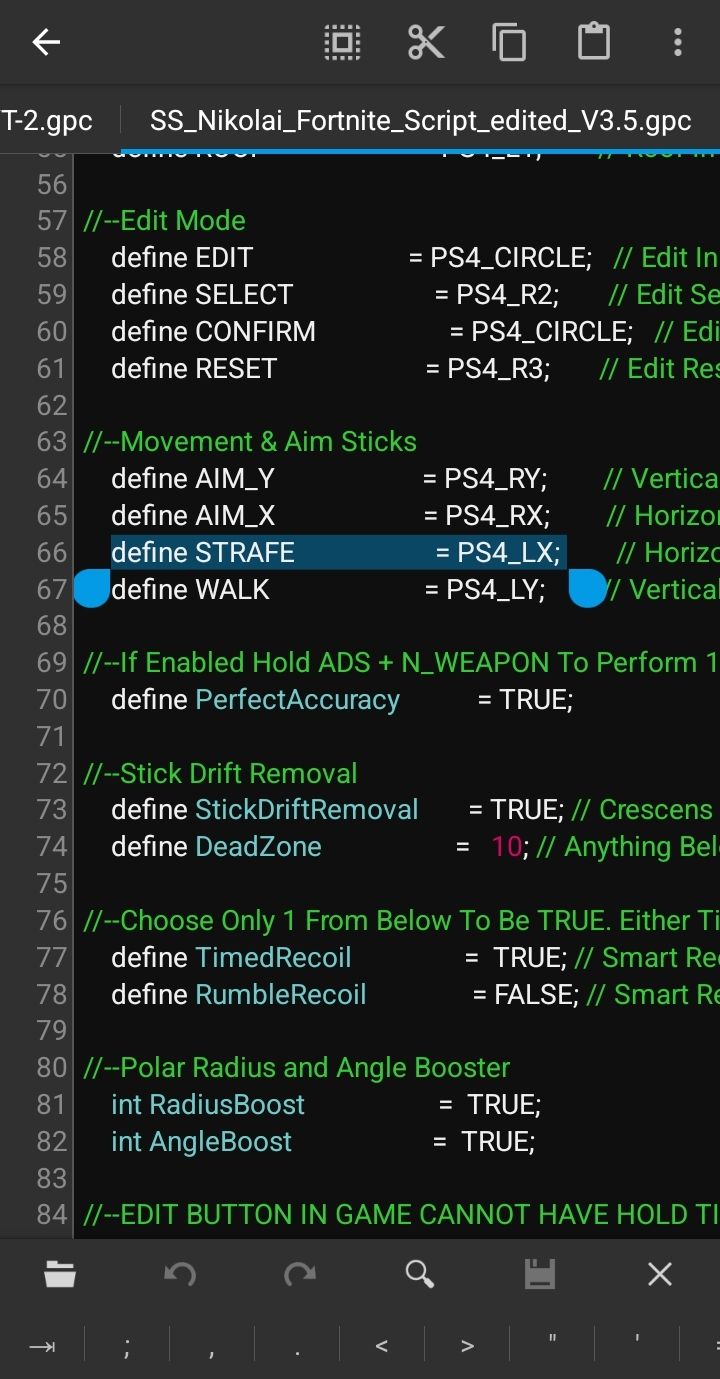 T-2.gpc
SS_Nikolai_Fortnite_Script_edited_V3.5.gpc
56
57 //--Edit Mode
58 define EDIT = PS4_CIRCLE; // Edit In
59 define SELECT = PS4_R2; // Edit Se
60 define CONFIRM = PS4_CIRCLE; // Edi
61 define RESET = PS4_R3; // Edit Res
62
63 //--Movement & Aim Sticks
64 define AIM_Y = PS4_RY; // Vertica
65 define AIM_X = PS4_RX; // Horizon
66 define STRAFE = PS4_LX; // Horizo
67 define WALK = PS4_LY; // Vertical
68
69 //--If Enabled Hold ADS + N_WEAPON To Perform 1
70 define PerfectAccuracy = TRUE;
71
72 //--Stick Drift Removal
73 define StickDriftRemoval = TRUE; // Crescens
74 define DeadZone = 10; // Anything Bel
75
76 //--Choose Only 1 From Below To Be TRUE. Either Ti
77 define TimedRecoil = TRUE; // Smart Re
78 define RumbleRecoil = FALSE; // Smart Re
79
80 //--Polar Radius and Angle Booster
81 int RadiusBoost = TRUE;
82 int AngleBoost = TRUE;
83
84 //--EDIT BUTTON IN GAME CANNOT HAVE HOLD TI
; , . < > " '